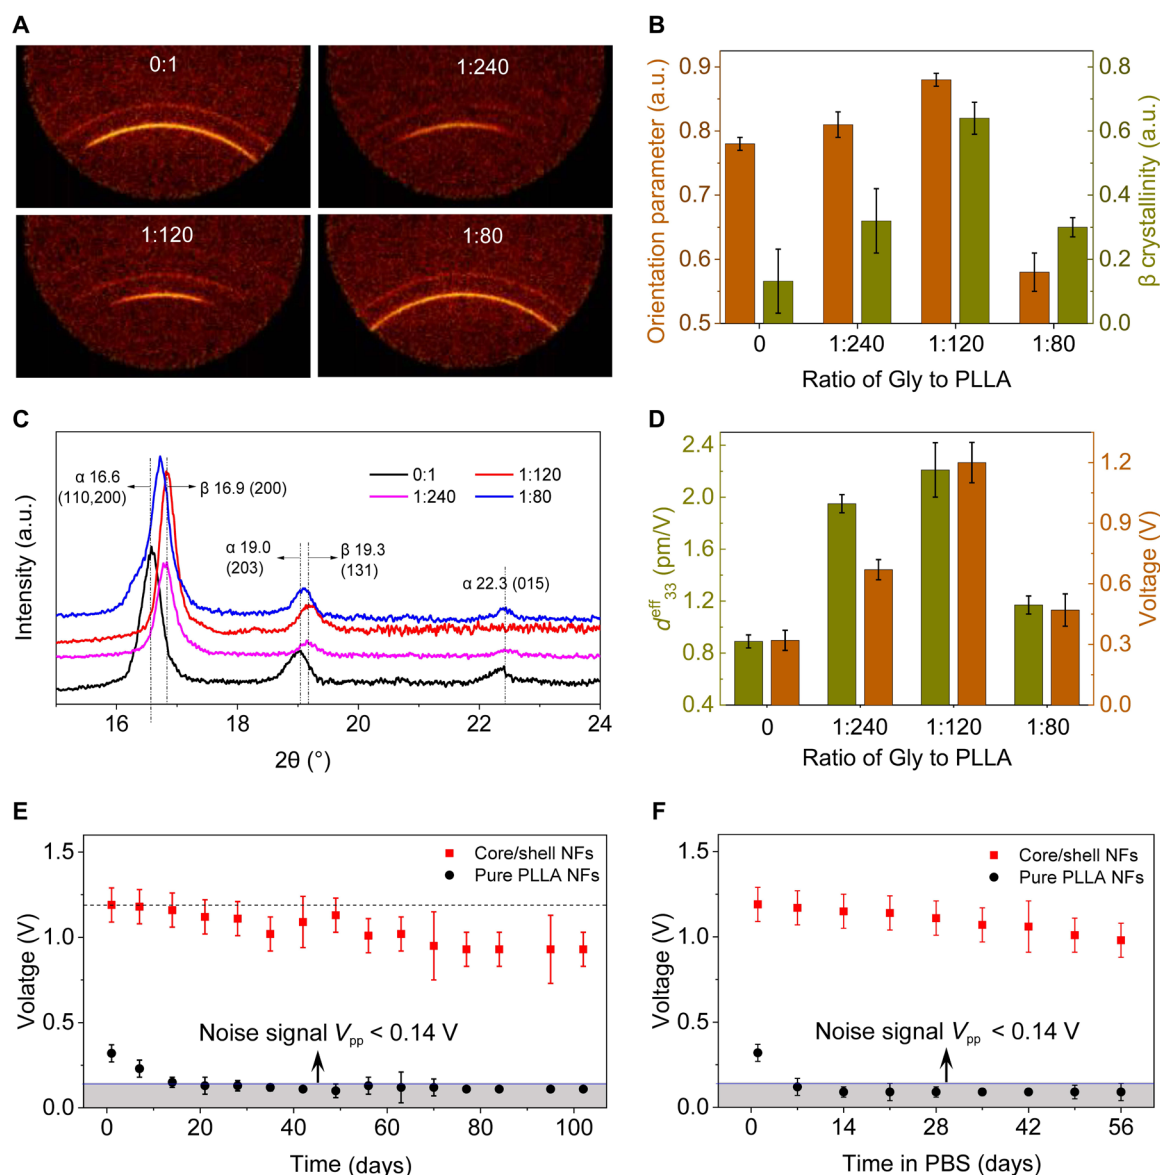 A
0:1
1:240
1:120
1:80
B
Orientation parameter (a.u.)
0.9
0.8
0.7
0.6
0.5
0.8
0.6
0.4
0.2
0.0
β crystallinity (a.u.)
0
1:240
1:120
1:80
Ratio of Gly to PLLA
C
Intensity (a.u.)
α 16.6
(110,200)
β 16.9 (200)
0:1
1:120
1:240
1:80
α 19.0
(203)
β 19.3
(131)
α 22.3 (015)
16
18
20
22
24
2θ (°)
D
d^eff_33 (pm/V)
2.4
2.0
1.6
1.2
0.8
0.4
1.2
0.9
0.6
0.3
0.0
Voltage (V)
0
1:240
1:120
1:80
Ratio of Gly to PLLA
E
Volatge (V)
1.5
1.0
0.5
0.0
Core/shell NFs
Pure PLLA NFs
Noise signal Vpp < 0.14 V
0
20
40
60
80
100
Time (days)
F
Voltage (V)
1.5
1.0
0.5
0.0
Core/shell NFs
Pure PLLA NFs
Noise signal Vpp < 0.14 V
0
14
28
42
56
Time in PBS (days)